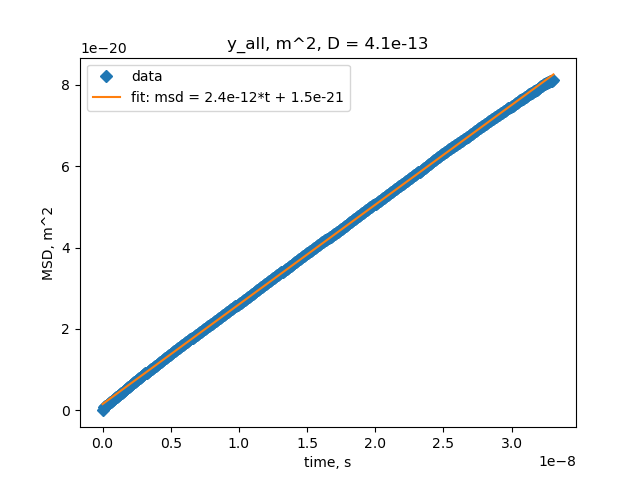 y_all, m^2, D = 4.1e-13
1e−20
data
fit: msd = 2.4e-12*t + 1.5e-21
8
6
4
2
0
MSD, m^2
0.0 0.5 1.0 1.5 2.0 2.5 3.0
time, s
1e−8